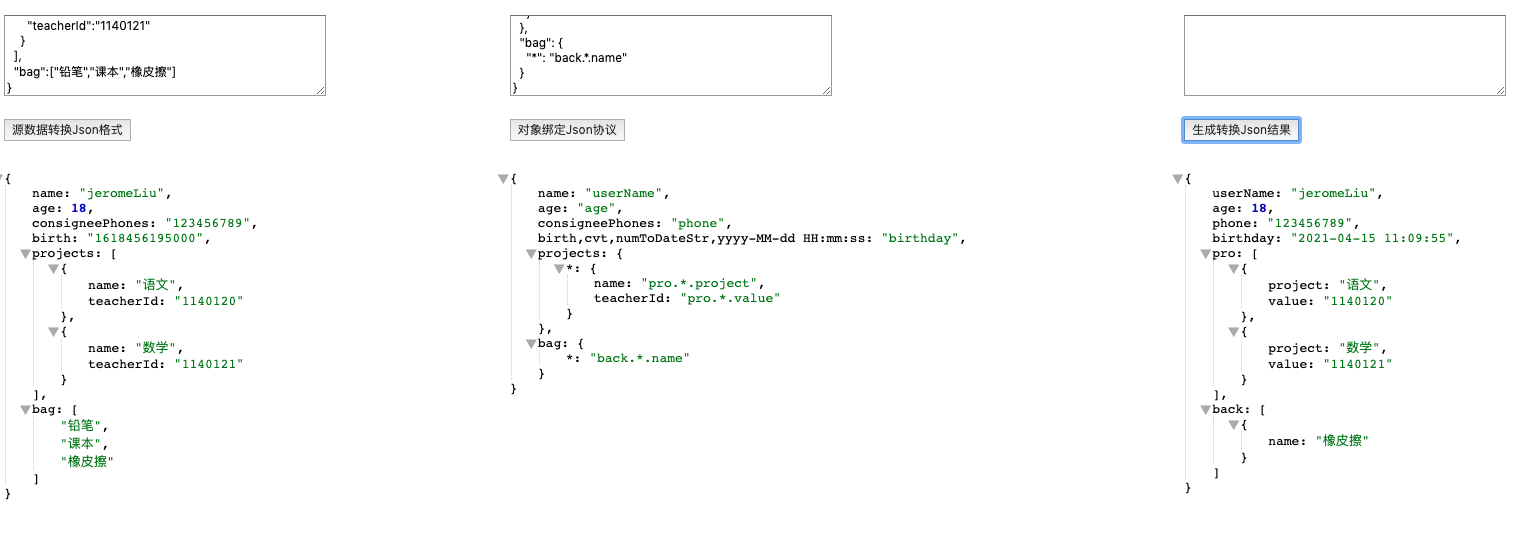 "teacherId":"1140121"
}
],
"bag":["铅笔","课本","橡皮擦"]
}
源数据转换Json格式
{
name: "jeromeLiu",
age: 18,
consigneePhones: "123456789",
birth: "1618456195000",
projects: [
{
name: "语文",
teacherId: "1140120"
},
{
name: "数学",
teacherId: "1140121"
}
],
bag: [
"铅笔",
"课本",
"橡皮擦"
]
}
},
"bag": {
"*": "back.*.name"
}
}
对象绑定Json协议
{
name: "userName",
age: "age",
consigneePhones: "phone",
birth,cvt,numToDateStr,yyyy-MM-dd HH:mm:ss: "birthday",
projects: {
*: {
name: "pro.*.project",
teacherId: "pro.*.value"
}
},
bag: {
*: "back.*.name"
}
}
生成转换Json结果
{
userName: "jeromeLiu",
age: 18,
phone: "123456789",
birthday: "2021-04-15 11:09:55",
pro: [
{
project: "语文",
value: "1140120"
},
{
project: "数学",
value: "1140121"
}
],
back: [
{
name: "橡皮擦"
}
]
}